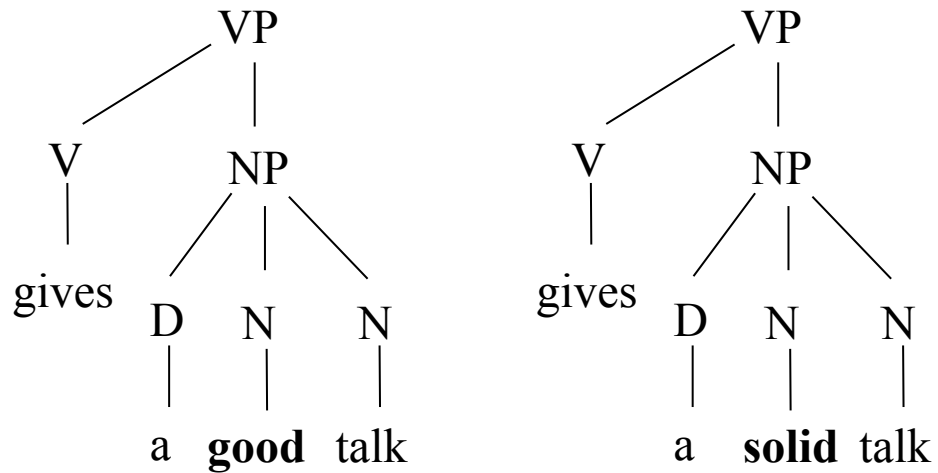 VP VP
V NP V NP
gives gives
D N N D N N
a good talk a solid talk